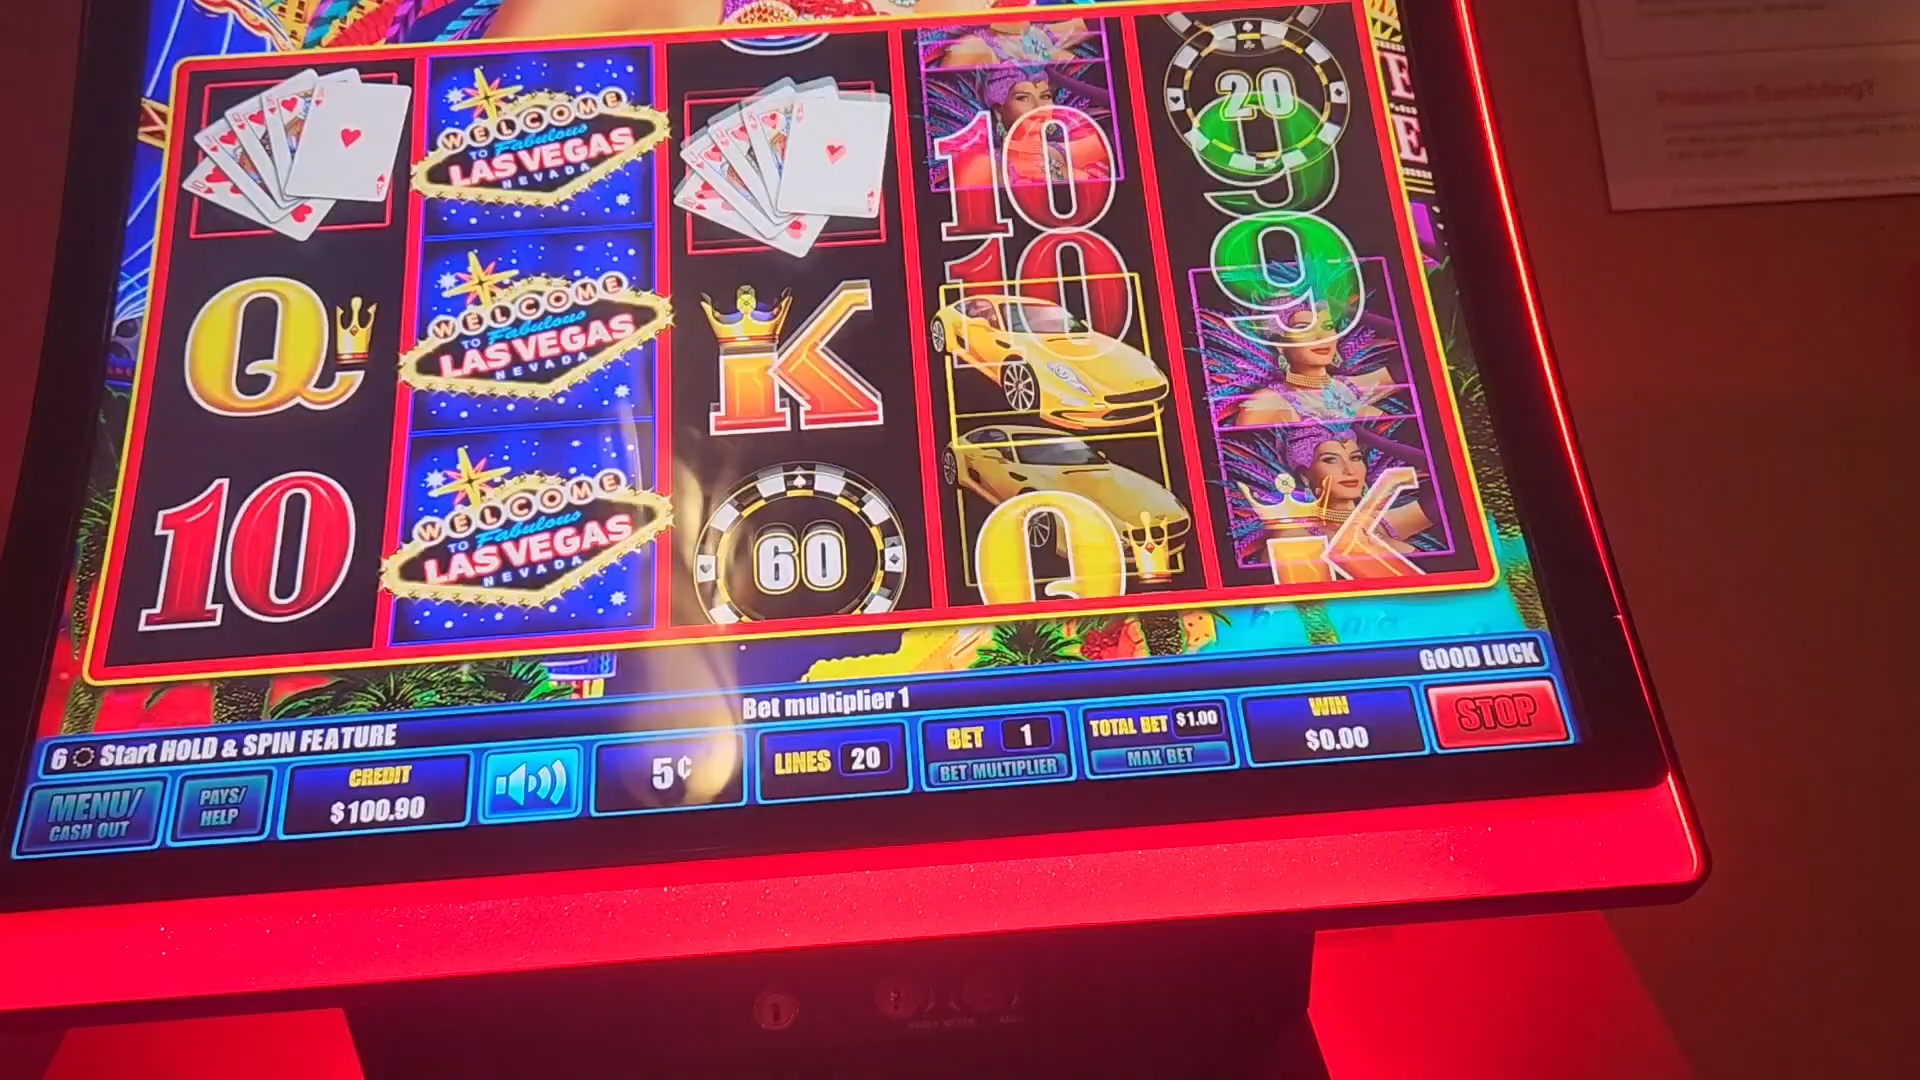 WELCOME
TO Fabulous
LAS VEGAS
NEVADA
10
20
9
Q
WELCOME
TO Fabulous
LAS VEGAS
NEVADA
K
10
9
10
WELCOME
TO Fabulous
LAS VEGAS
NEVADA
60
Q
K
GOOD LUCK
Bet multiplier 1
6 Start HOLD & SPIN FEATURE
MENU/
CASH OUT
PAYS/
HELP
CREDIT
$100.90
5¢
LINES 20
BET 1
BET MULTIPLIER
TOTAL BET $1.00
MAX BET
WIN
$0.00
STOP